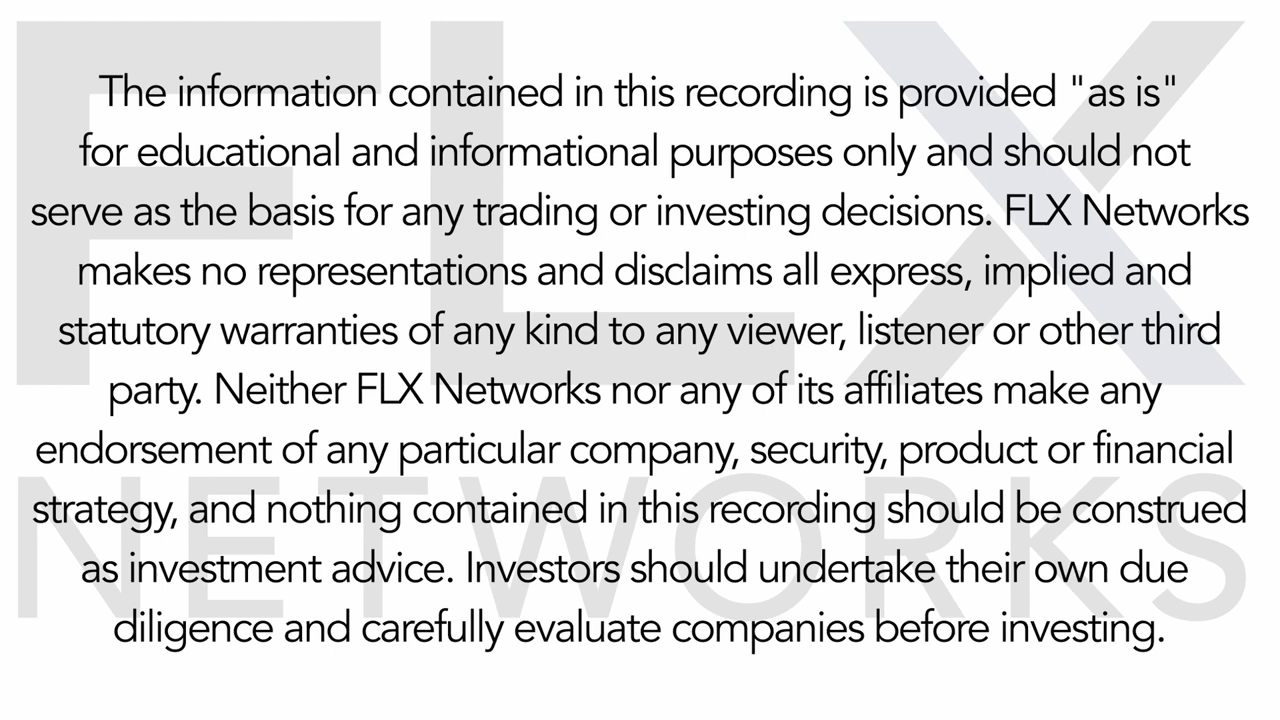 The information contained in this recording is provided "as is"
for educational and informational purposes only and should not
serve as the basis for any trading or investing decisions. FLX Networks
makes no representations and disclaims all express, implied and
statutory warranties of any kind to any viewer, listener or other third
party. Neither FLX Networks nor any of its affiliates make any
endorsement of any particular company, security, product or financial
strategy, and nothing contained in this recording should be construed
as investment advice. Investors should undertake their own due
diligence and carefully evaluate companies before investing.
FLX
NETWORKS